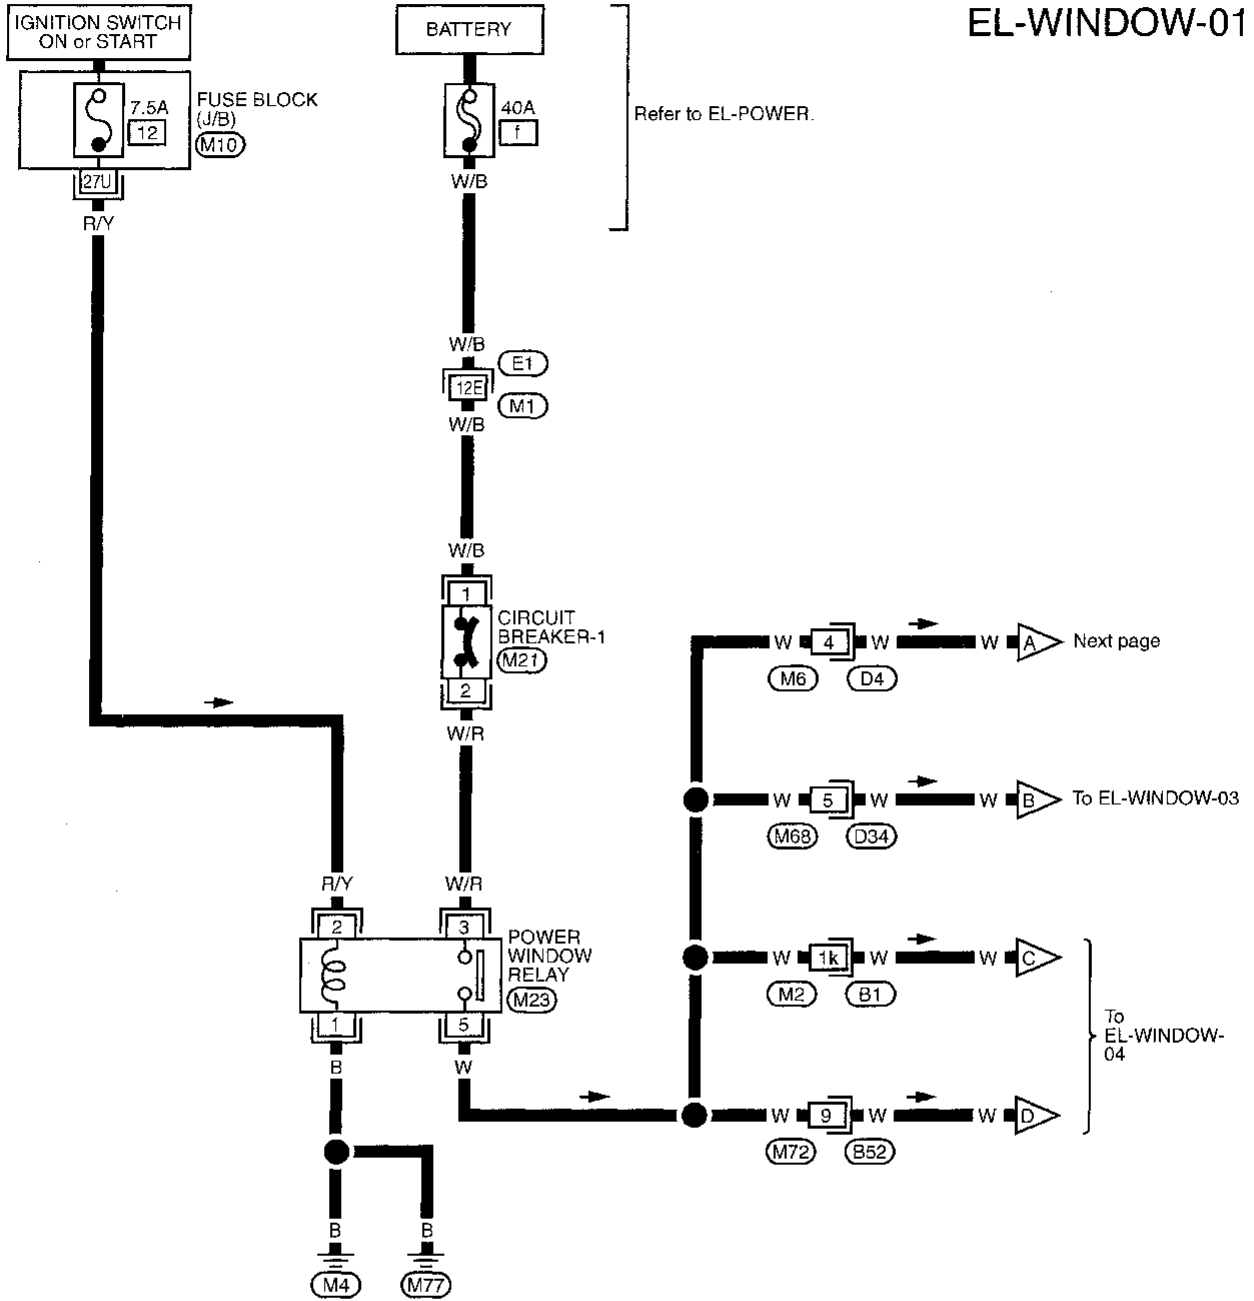 EL-WINDOW-01
IGNITION SWITCH
ON or START
BATTERY
7.5A
12
FUSE BLOCK
(J/B)
M10
40A
f
Refer to EL-POWER.
27U
R/Y
W/B
W/B
E1
12E
M1
W/B
W/B
1
CIRCUIT
BREAKER-1
M21
2
W/R
W
4
W
W
A
Next page
M6
D4
W
5
W
W
B
To EL-WINDOW-03
M68
D34
R/Y
W/R
2
3
POWER
WINDOW
RELAY
M23
1
5
B
W
W
1k
W
W
C
M2
B1
To
EL-WINDOW-
04
W
9
W
W
D
M72
B52
B
B
M4
M77